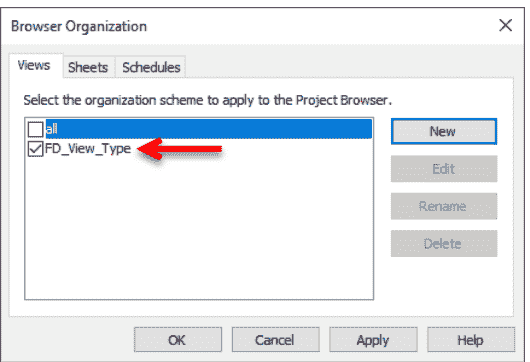 Browser Organization
Views Sheets Schedules
Select the organization scheme to apply to the Project Browser.
all
FD_View_Type
New
Edit
Rename
Delete
OK Cancel Apply Help